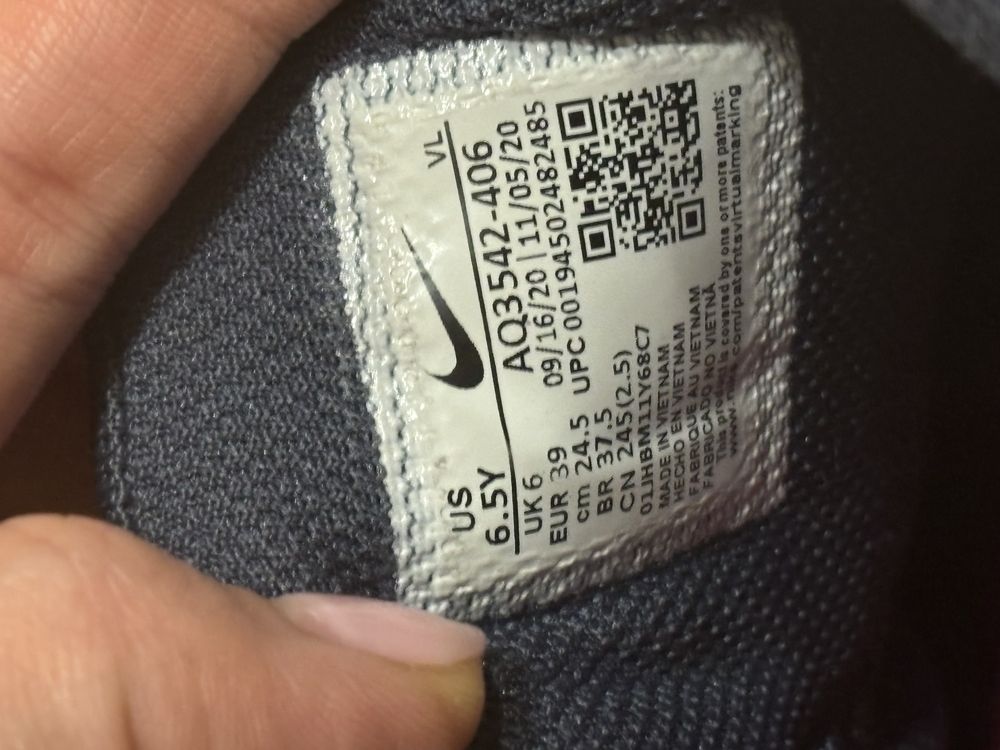 VL
US
6.5Y AQ3542-406
UK 6 09/16/20 | 11/05/20
EUR 39 UPC 00194502482485
cm 24.5
BR 37.5
CN 245(2.5)
01JHBM11Y68C7
MADE IN VIETNAM
HECHO EN VIETNAM
FABRIQUE AU VIETNAM
FABRICADO NO VIETNÃ
This product is covered by one or more patents:
com/patentsvirtualmarking